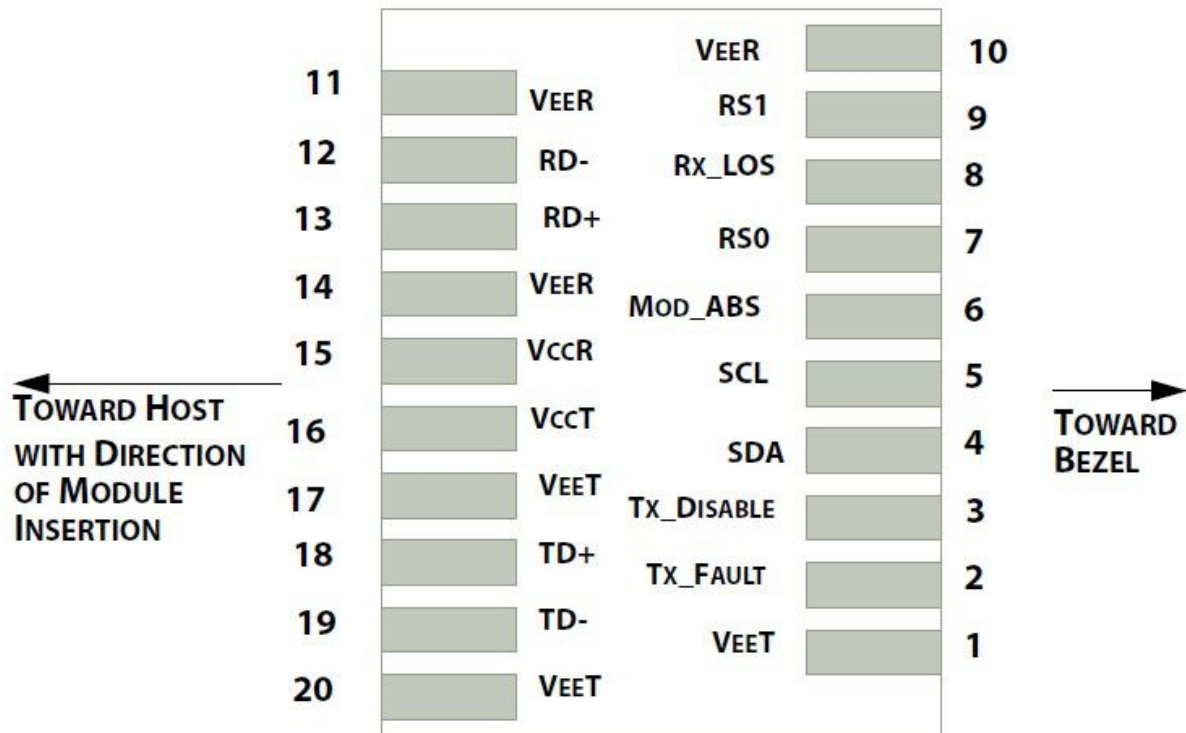 11 VEER
12 RD-
13 RD+
14 VEER
15 VCCR
16 VCCT
17 VEET
18 TD+
19 TD-
20 VEET
VEER 10
RS1 9
RX_LOS 8
RS0 7
MOD_ABS 6
SCL 5
SDA 4
TX_DISABLE 3
TX_FAULT 2
VEET 1
TOWARD HOST
WITH DIRECTION
OF MODULE
INSERTION
TOWARD
BEZEL